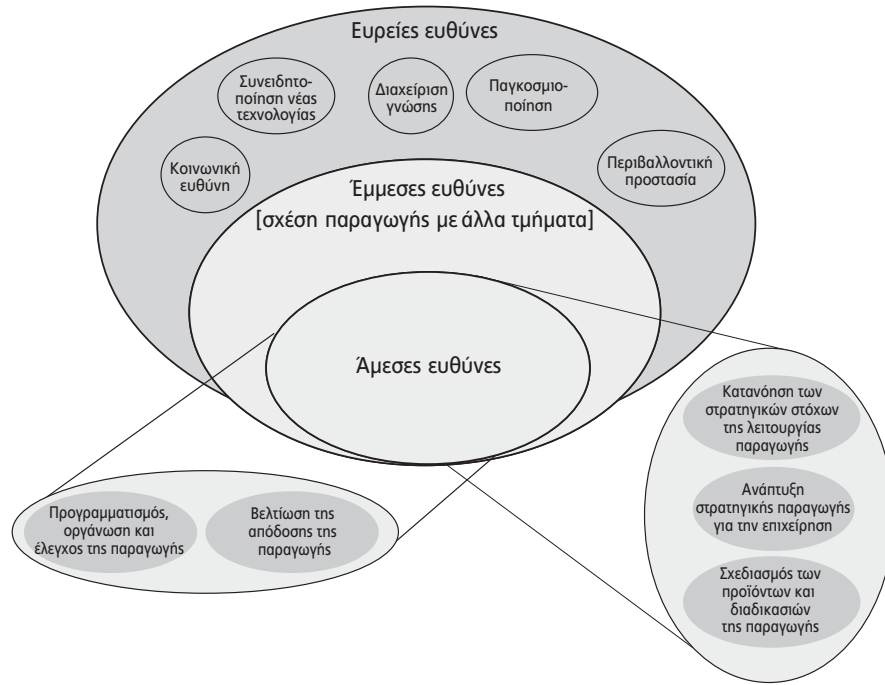 Ευρείες ευθύνες
Συνειδητο-
ποίηση νέας
τεχνολογίας
Διαχείριση
γνώσης
Παγκοσμιο-
ποίηση
Κοινωνική
ευθύνη
Περιβαλλοντική
προστασία
Έμμεσες ευθύνες
[σχέση παραγωγής με άλλα τμήματα]
Άμεσες ευθύνες
Προγραμματισμός,
οργάνωση και
έλεγχος της παραγωγής
Βελτίωση της
απόδοσης της
παραγωγής
Κατανόηση των
στρατηγικών στόχων
της λειτουργίας
παραγωγής
Ανάπτυξη
στρατηγικής παραγωγής
για την επιχείρηση
Σχεδιασμός των
προϊόντων και
διαδικασιών
της παραγωγής